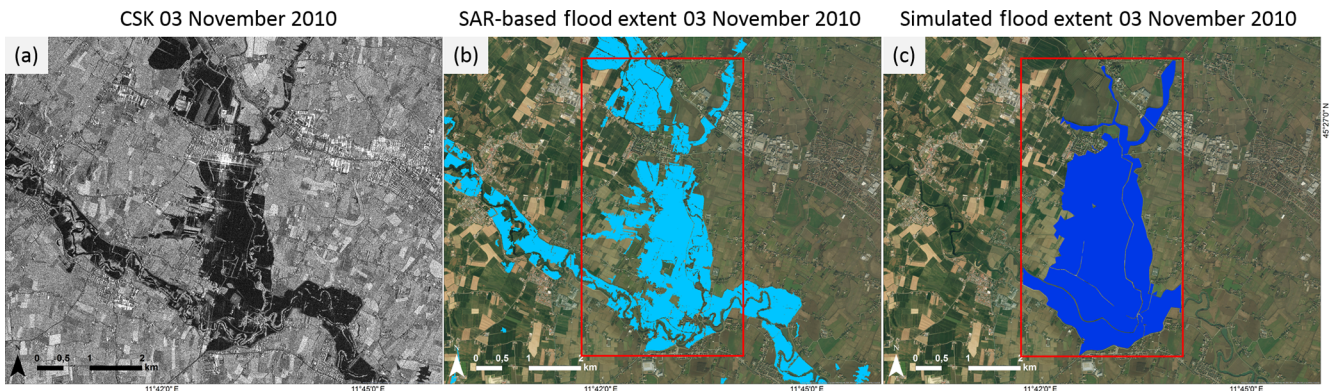 CSK 03 November 2010
SAR-based flood extent 03 November 2010
Simulated flood extent 03 November 2010
(a)
(b)
(c)
45°27'0" N
0 0,5 1 2
km
0 0,5 1 2
km
0 0,5 1 2
km
11°42'0" E
11°45'0" E
11°42'0" E
11°45'0" E
11°42'0" E
11°45'0" E